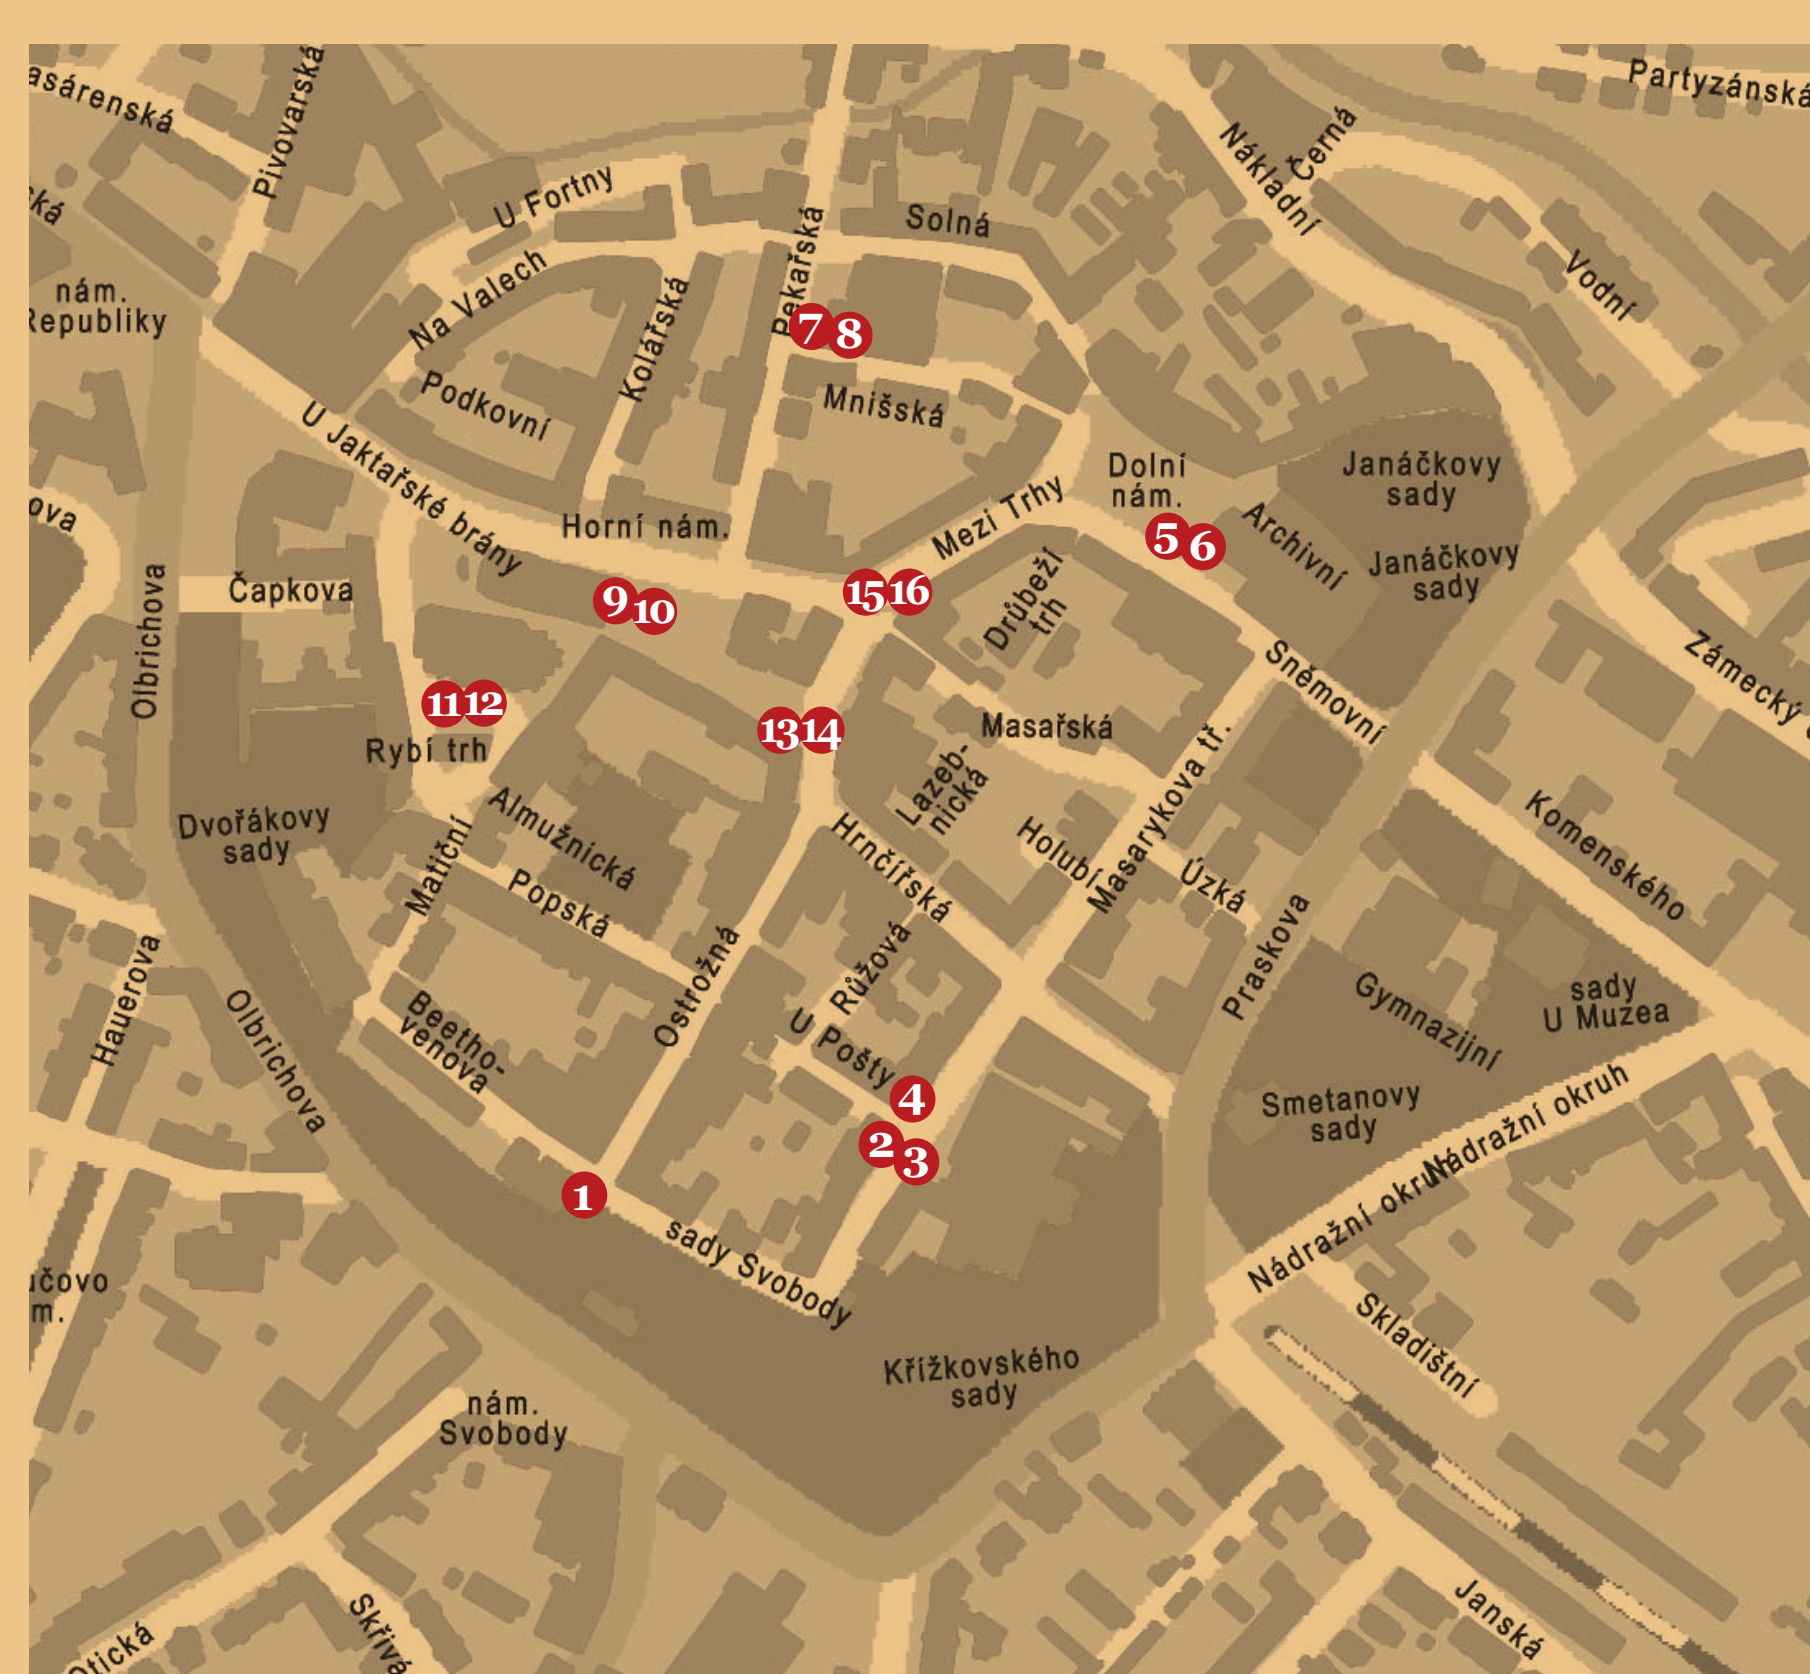 Partyzánská
asárenská
Pivovarská
Černá
Nákladní
ká
U Fortny
Solná
Pekařská
Na Valech
Vodní
nám.
Republiky
Kolářská
7
8
Podkovní
Mnišská
U Jaktařské brány
Dolní
nám.
Janáčkovy
sady
ova
Horní nám.
Mezi Trhy
Archivní
5
6
Janáčkovy
sady
Olbrichova
Čapkova
9
10
15
16
Drůbeží
trh
Sněmovní
Zámecký
11
12
13
14
Masařská
Rybí trh
Lazeb-
nická
Masarykova tř.
Dvořákovy
sady
Almužnická
Matiční
Hrnčířská
Holubí
Úzká
Komenského
Popská
Ostrožná
Růžová
Praskova
Hauerova
Olbrichova
Beetho-
venova
U Pošty
Gymnazijní
sady
U Muzea
4
2
3
Smetanovy
sady
Nádražní okruh
Nádražní okruh
1
sady Svobody
učovo
m.
Skladištní
Křížkovského
sady
nám.
Svobody
Otická
Skřivá
Janská